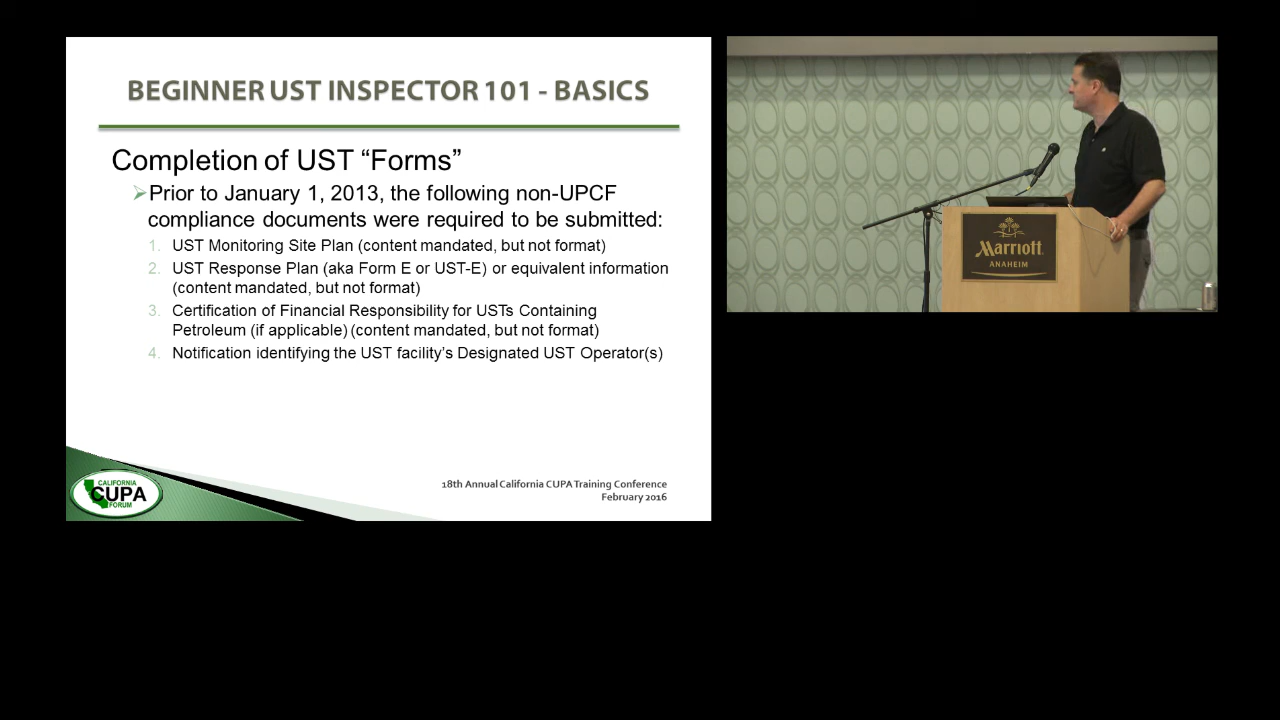 BEGINNER UST INSPECTOR 101 - BASICS
Completion of UST “Forms”
Prior to January 1, 2013, the following non-UPCF
compliance documents were required to be submitted:
1. UST Monitoring Site Plan (content mandated, but not format)
2. UST Response Plan (aka Form E or UST-E) or equivalent information
(content mandated, but not format)
3. Certification of Financial Responsibility for USTs Containing
Petroleum (if applicable) (content mandated, but not format)
4. Notification identifying the UST facility’s Designated UST Operator(s)
18th Annual California CUPA Training Conference
February 2016
CALIFORNIA
CUPA
FORUM
Marriott
ANAHEIM